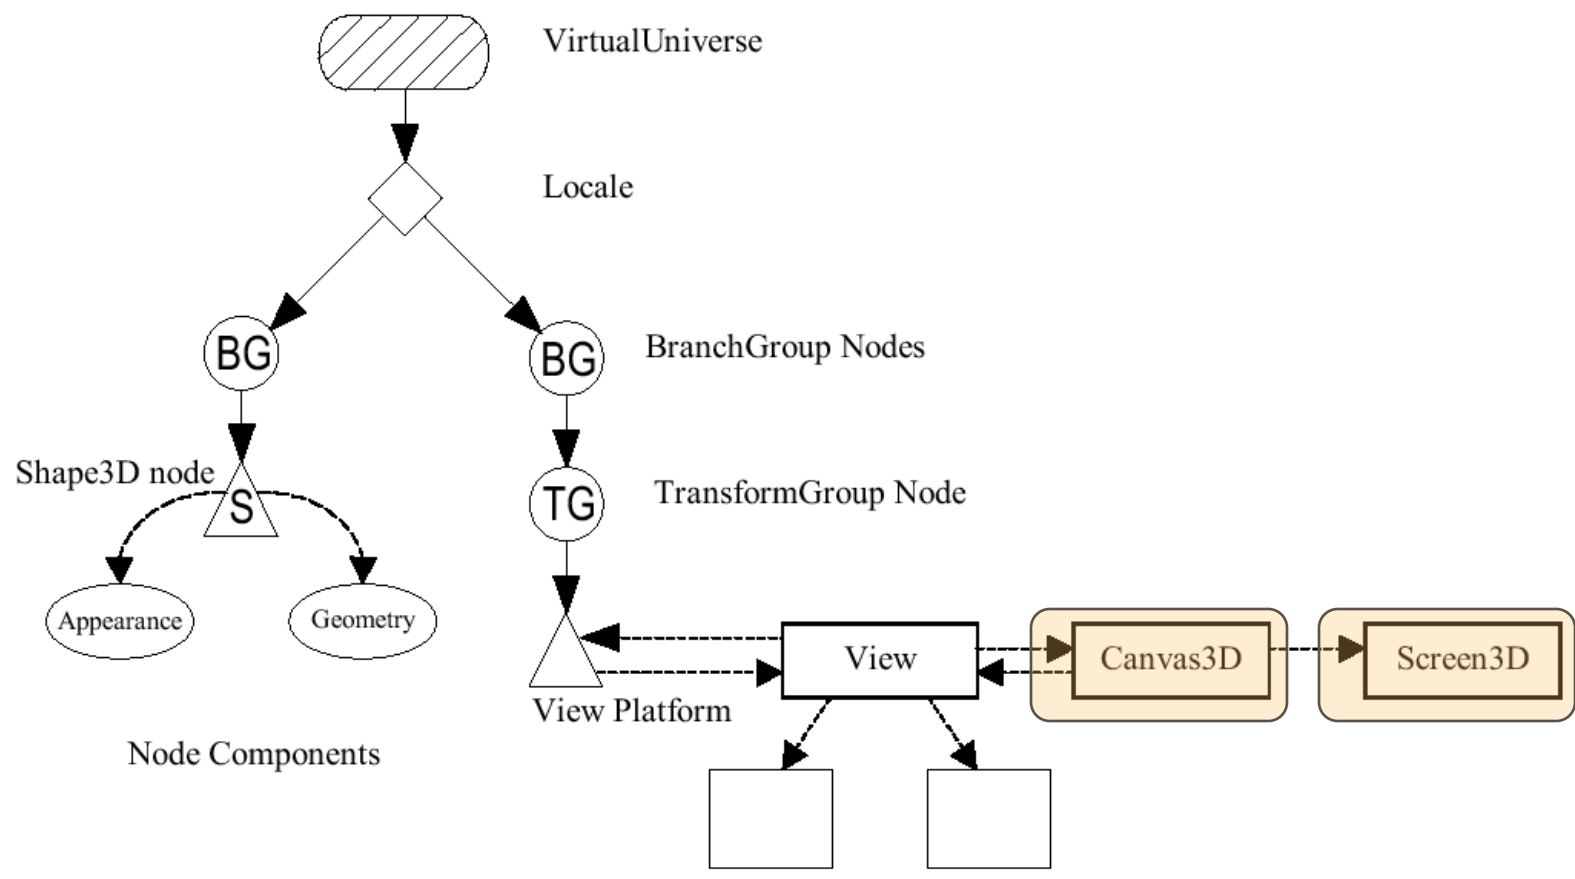 VirtualUniverse
Locale
BG
BG
BranchGroup Nodes
Shape3D node
S
TG
TransformGroup Node
Appearance
Geometry
View
Canvas3D
Screen3D
View Platform
Node Components